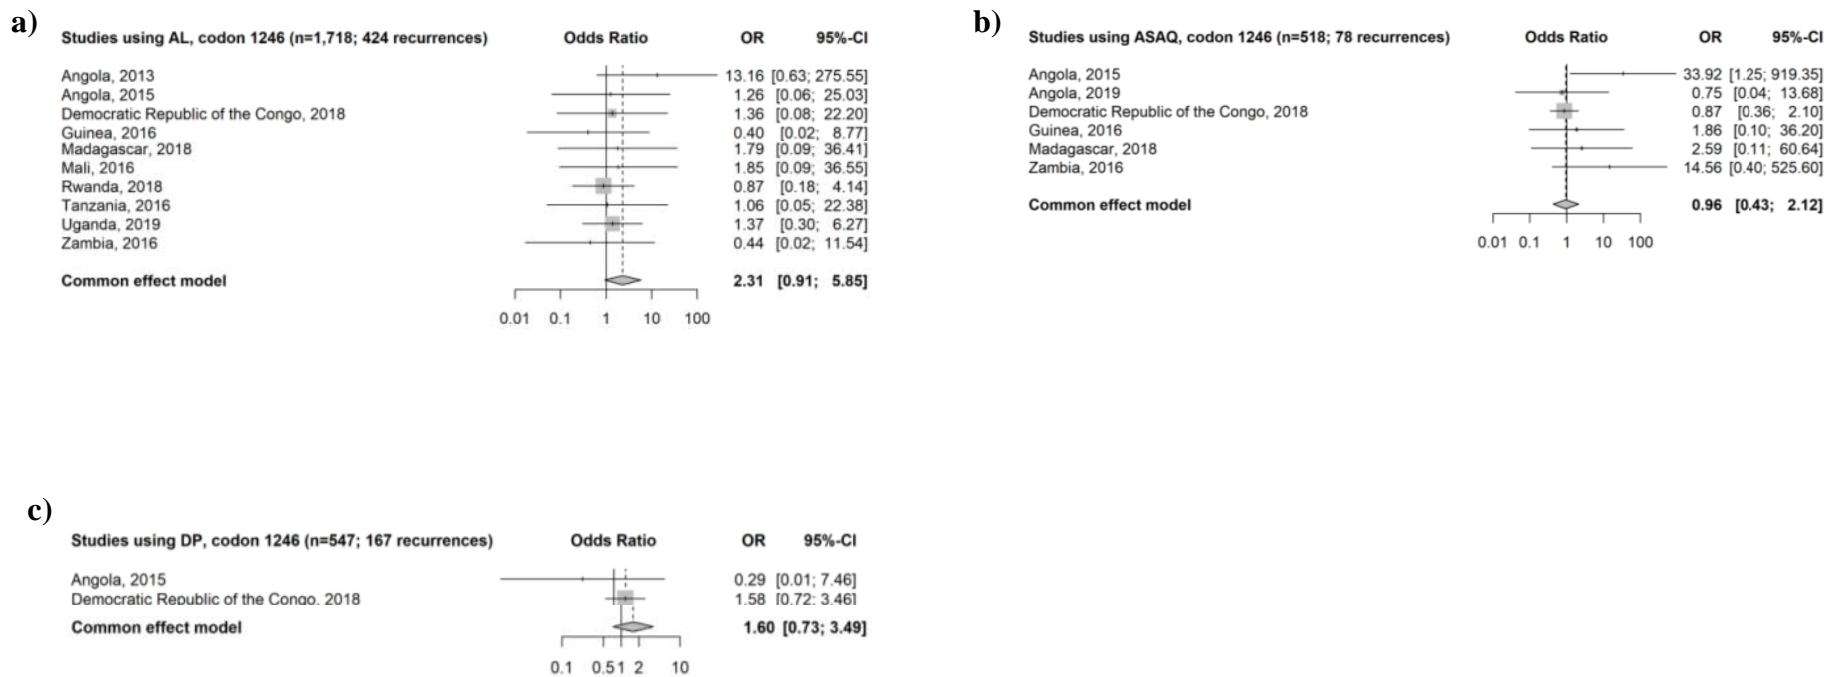 a)
Studies using AL, codon 1246 (n=1,718; 424 recurrences) Odds Ratio OR 95%-CI
Angola, 2013 13.16 [0.63; 275.55]
Angola, 2015 1.26 [0.06; 25.03]
Democratic Republic of the Congo, 2018 1.36 [0.08; 22.20]
Guinea, 2016 0.40 [0.02; 8.77]
Madagascar, 2018 1.79 [0.09; 36.41]
Mali, 2016 1.85 [0.09; 36.55]
Rwanda, 2018 0.87 [0.18; 4.14]
Tanzania, 2016 1.06 [0.05; 22.38]
Uganda, 2019 1.37 [0.30; 6.27]
Zambia, 2016 0.44 [0.02; 11.54]
Common effect model 2.31 [0.91; 5.85]
0.01 0.1 1 10 100
b)
Studies using ASAQ, codon 1246 (n=518; 78 recurrences) Odds Ratio OR 95%-CI
Angola, 2015 33.92 [1.25; 919.35]
Angola, 2019 0.75 [0.04; 13.68]
Democratic Republic of the Congo, 2018 0.87 [0.36; 2.10]
Guinea, 2016 1.86 [0.10; 36.20]
Madagascar, 2018 2.59 [0.11; 60.64]
Zambia, 2016 14.56 [0.40; 525.60]
Common effect model 0.96 [0.43; 2.12]
0.01 0.1 1 10 100
c)
Studies using DP, codon 1246 (n=547; 167 recurrences) Odds Ratio OR 95%-CI
Angola, 2015 0.29 [0.01; 7.46]
Democratic Republic of the Congo, 2018 1.58 [0.72; 3.46]
Common effect model 1.60 [0.73; 3.49]
0.1 0.5 1 2 10